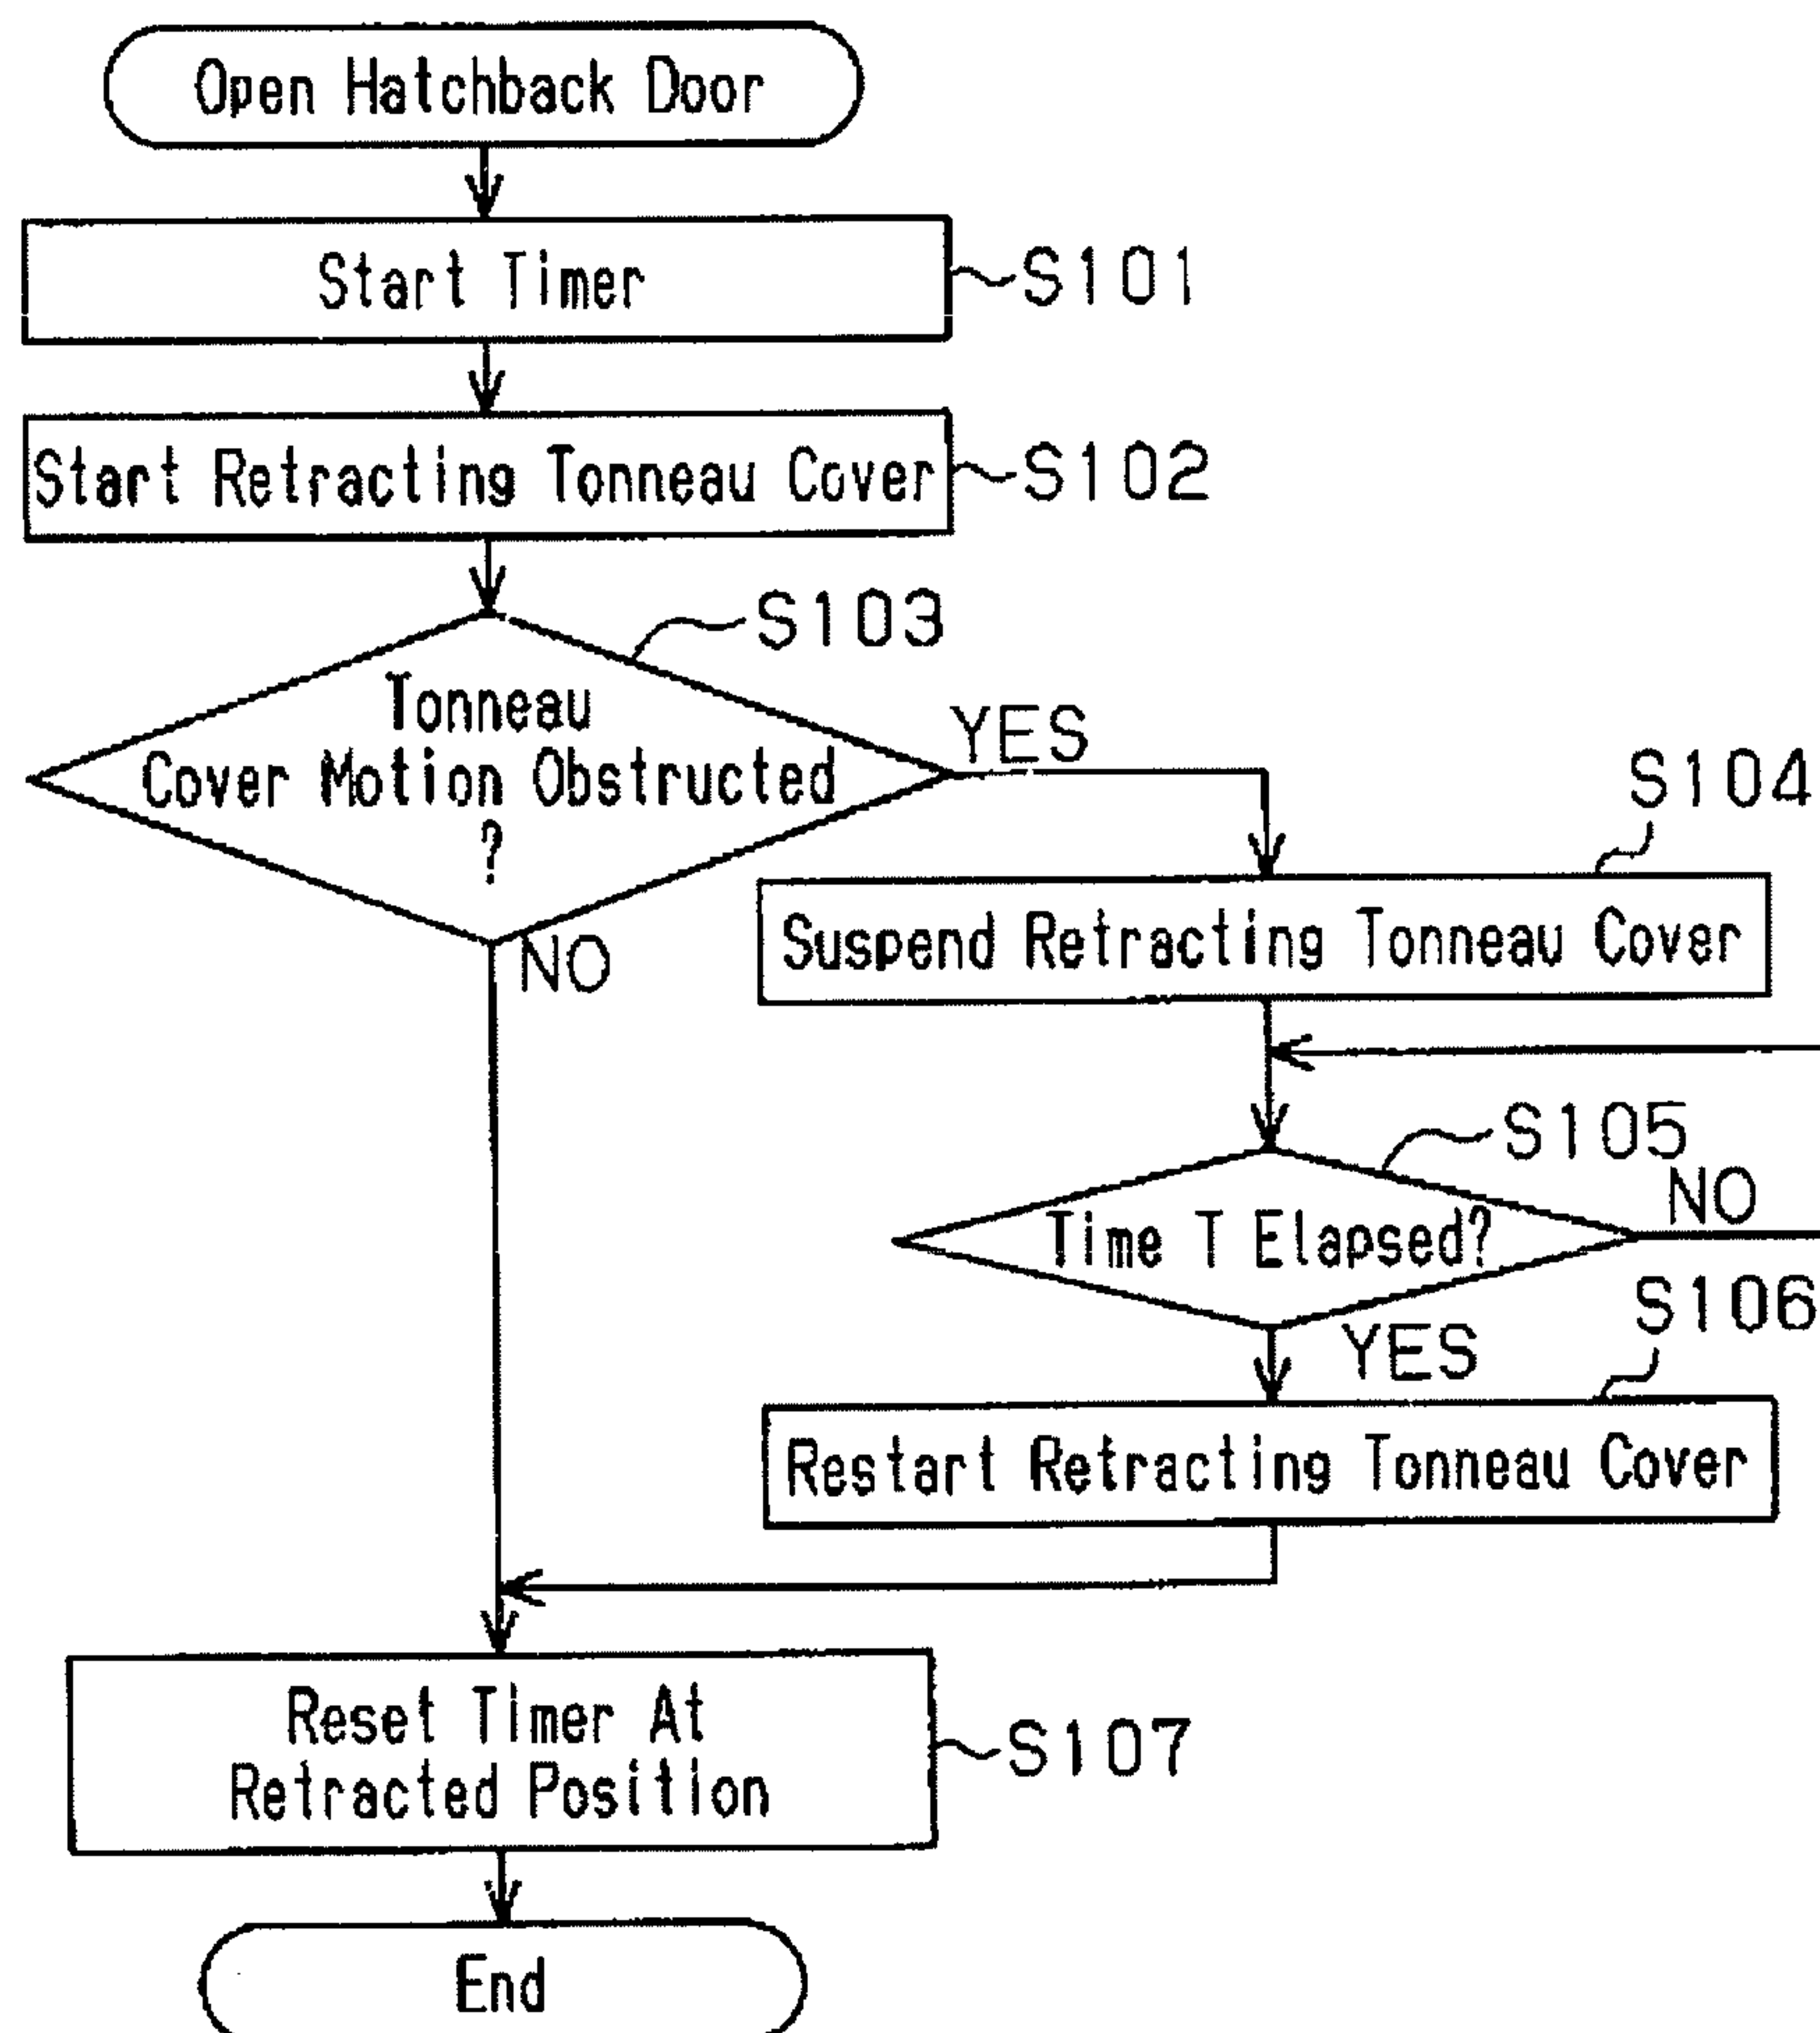 Open Hatchback Door
Start Timer
S101
Start Retracting Tonneau Cover
S102
S103
Tonneau
Cover Motion Obstructed
?
YES
NO
S104
Suspend Retracting Tonneau Cover
S105
Time T Elapsed?
NO
YES
S106
Restart Retracting Tonneau Cover
Reset Timer At
Retracted Position
S107
End